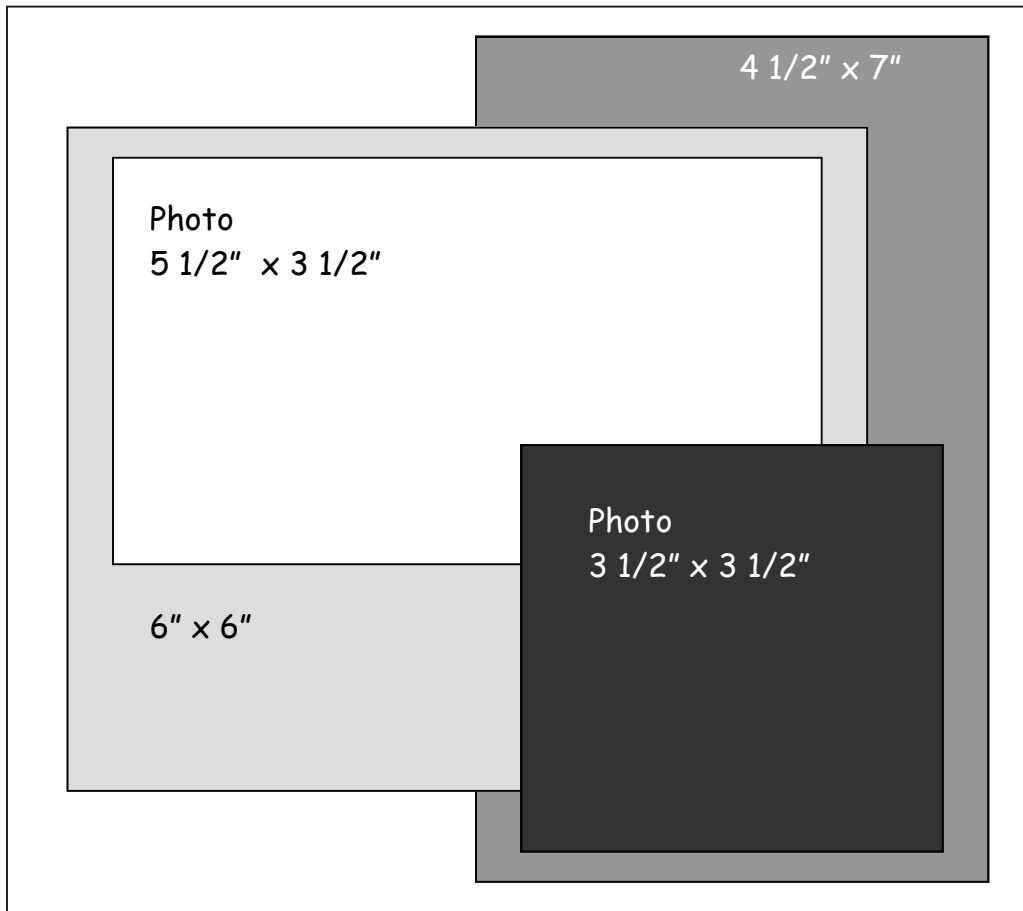 4 1/2" x 7"
Photo
5 1/2"  x 3 1/2"
Photo
3 1/2" x 3 1/2"
6" x 6"